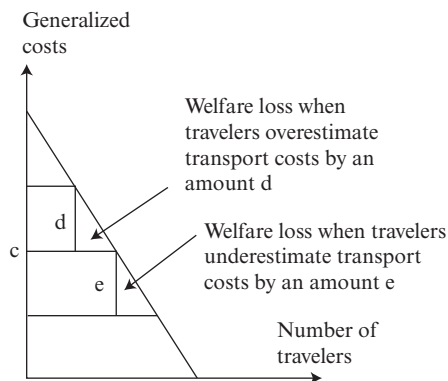 Generalized
costs
Welfare loss when
travelers overestimate
transport costs by an
amount d
d
c
Welfare loss when travelers
underestimate transport
costs by an amount e
e
Number of
travelers